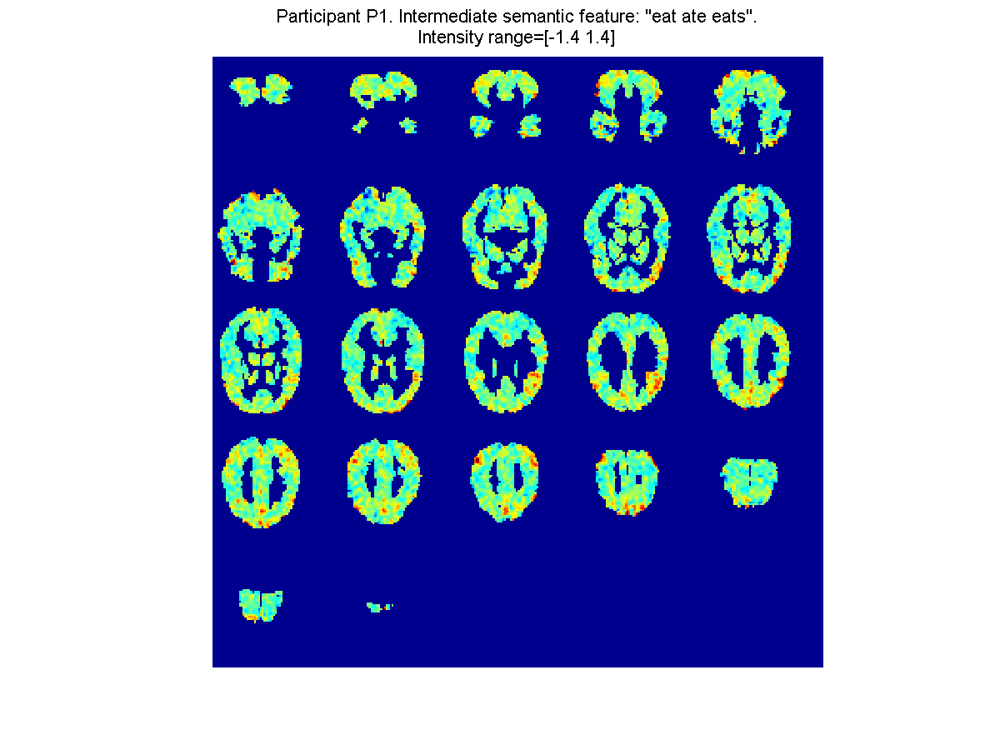 Participant P1. Intermediate semantic feature: "eat ate eats".
Intensity range=[-1.4 1.4]